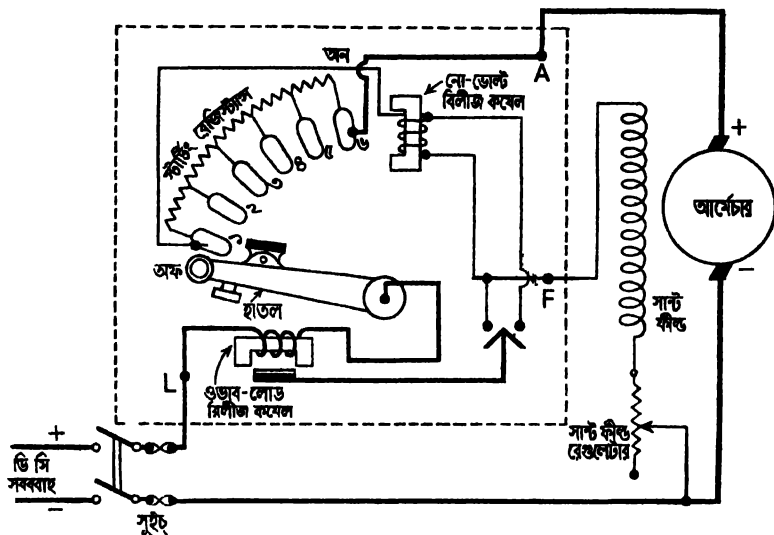 অন
নো-ভোল্ট
রিলীজ কয়েল
A
স্টার্টিং রেজিস্ট্যান্স
৬
৫
৪
৩
২
১
অফ
হাতল
+
আর্মেচার
−
F
সান্ট
ফীল্ড
L
ওভার-লোড
রিলীজ কয়েল
সান্ট ফীল্ড
রেগুলেটার
+
ডি সি
সরবরাহ
−
সুইচ্